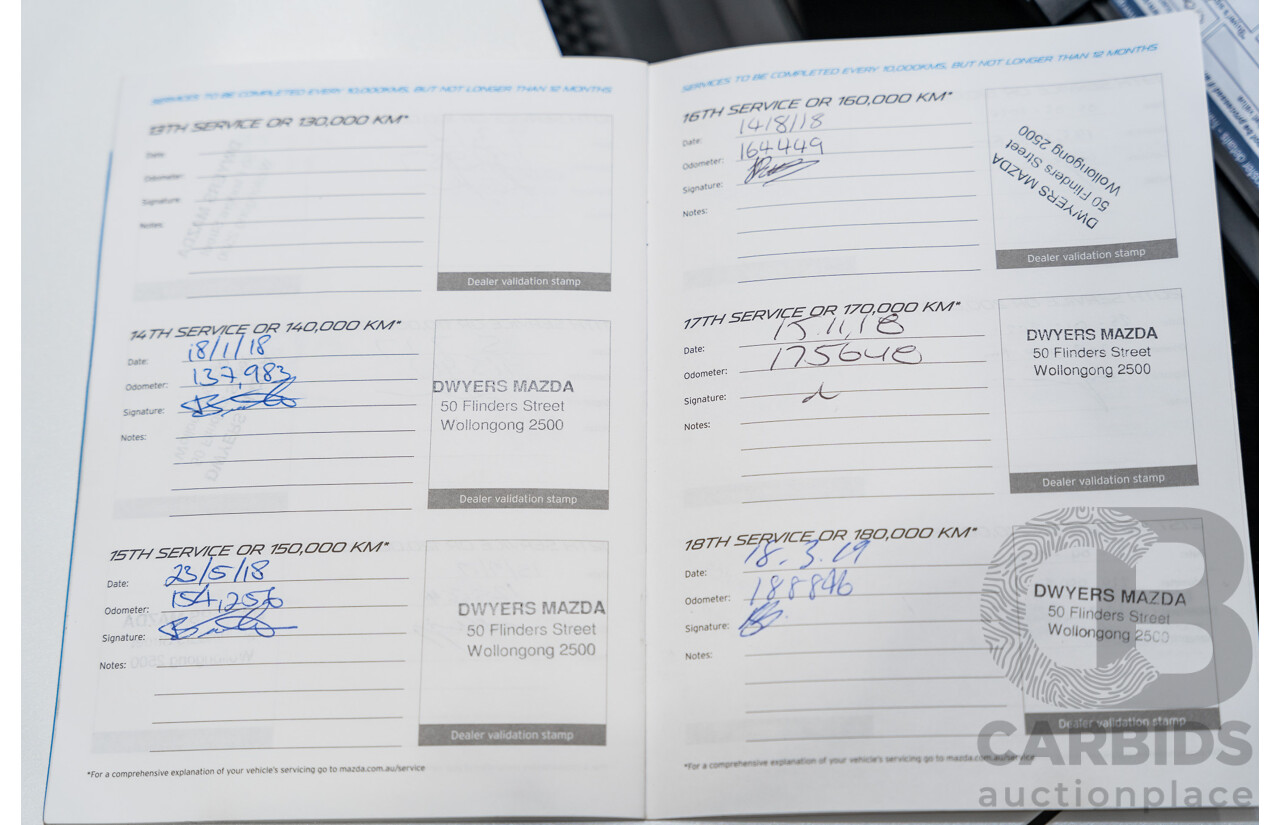 SERVICES TO BE COMPLETED EVERY 10,000KMS, BUT NOT LONGER THAN 12 MONTHS
13TH SERVICE OR 130,000 KM*
Date:
Odometer:
Signature:
Notes:
Dealer validation stamp
14TH SERVICE OR 140,000 KM*
Date: 18/1/18
Odometer: 137,983
Signature:
Notes:
DWYERS MAZDA
50 Flinders Street
Wollongong 2500
Dealer validation stamp
15TH SERVICE OR 150,000 KM*
Date: 23/5/18
Odometer: 154,256
Signature:
Notes:
DWYERS MAZDA
50 Flinders Street
Wollongong 2500
Dealer validation stamp
*For a comprehensive explanation of your vehicle's servicing go to mazda.com.au/service
SERVICES TO BE COMPLETED EVERY 10,000KMS, BUT NOT LONGER THAN 12 MONTHS
16TH SERVICE OR 160,000 KM*
Date: 14/8/18
Odometer: 164449
Signature:
Notes:
DWYERS MAZDA
50 Flinders Street
Wollongong 2500
Dealer validation stamp
17TH SERVICE OR 170,000 KM*
Date: 15.11.18
Odometer: 175648
Signature:
Notes:
DWYERS MAZDA
50 Flinders Street
Wollongong 2500
Dealer validation stamp
18TH SERVICE OR 180,000 KM*
Date: 18.3.19
Odometer: 188846
Signature:
Notes:
DWYERS MAZDA
50 Flinders Street
Wollongong 2500
Dealer validation stamp
*For a comprehensive explanation of your vehicle's servicing go to mazda.com.au/service
CARBIDS
auctionplace